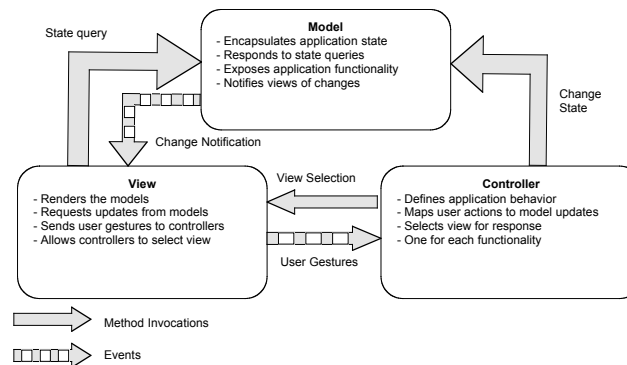 State query
Model
- Encapsulates application state
- Responds to state queries
- Exposes application functionality
- Notifies views of changes
Change
State
Change Notification
View
- Renders the models
- Requests updates from models
- Sends user gestures to controllers
- Allows controllers to select view
View Selection
User Gestures
Controller
- Defines application behavior
- Maps user actions to model updates
- Selects view for response
- One for each functionality
Method Invocations
Events